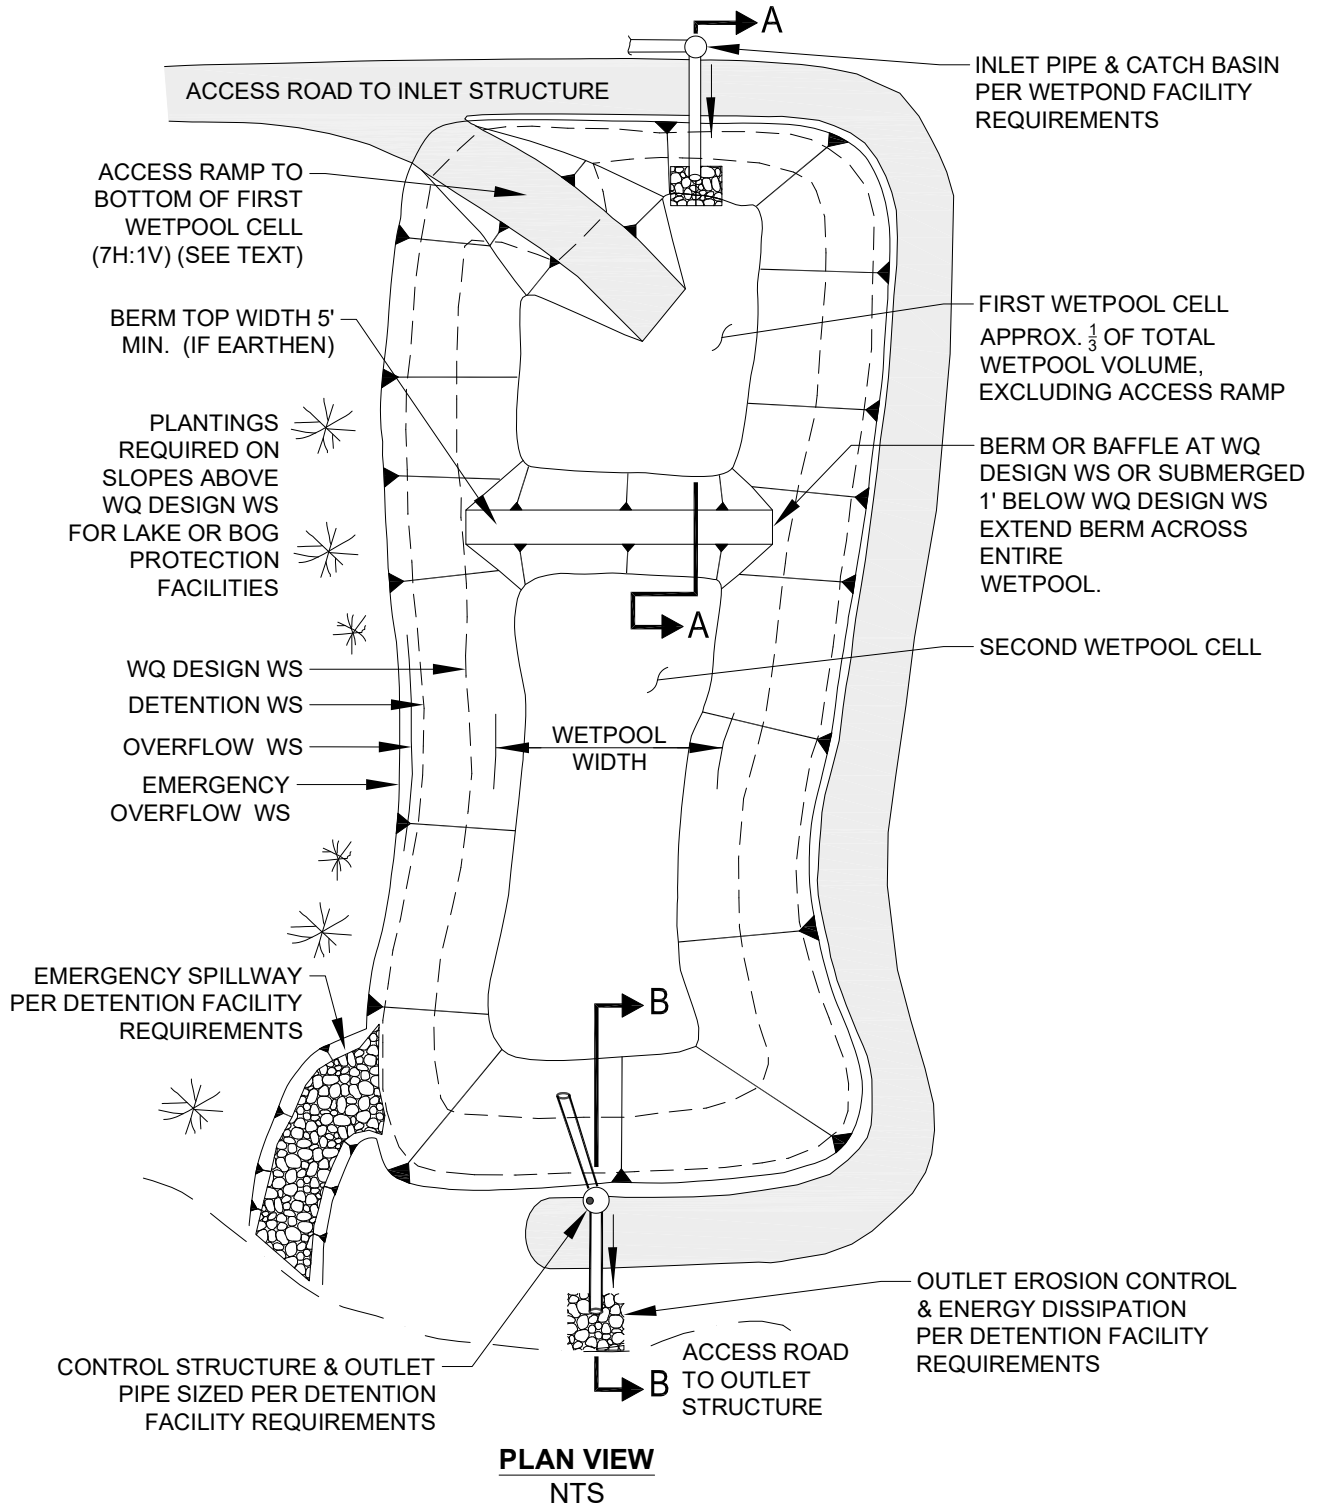 A
INLET PIPE & CATCH BASIN
PER WETPOND FACILITY
REQUIREMENTS
ACCESS ROAD TO INLET STRUCTURE
ACCESS RAMP TO
BOTTOM OF FIRST
WETPOOL CELL
(7H:1V) (SEE TEXT)
BERM TOP WIDTH 5'
MIN. (IF EARTHEN)
FIRST WETPOOL CELL
APPROX. 1/3 OF TOTAL
WETPOOL VOLUME,
EXCLUDING ACCESS RAMP
PLANTINGS
REQUIRED ON
SLOPES ABOVE
WQ DESIGN WS
FOR LAKE OR BOG
PROTECTION
FACILITIES
BERM OR BAFFLE AT WQ
DESIGN WS OR SUBMERGED
1' BELOW WQ DESIGN WS
EXTEND BERM ACROSS
ENTIRE
WETPOOL.
A
SECOND WETPOOL CELL
WQ DESIGN WS
DETENTION WS
OVERFLOW WS
EMERGENCY
OVERFLOW WS
WETPOOL
WIDTH
EMERGENCY SPILLWAY
PER DETENTION FACILITY
REQUIREMENTS
B
OUTLET EROSION CONTROL
& ENERGY DISSIPATION
PER DETENTION FACILITY
REQUIREMENTS
CONTROL STRUCTURE & OUTLET
PIPE SIZED PER DETENTION
FACILITY REQUIREMENTS
B
ACCESS ROAD
TO OUTLET
STRUCTURE
PLAN VIEW
NTS